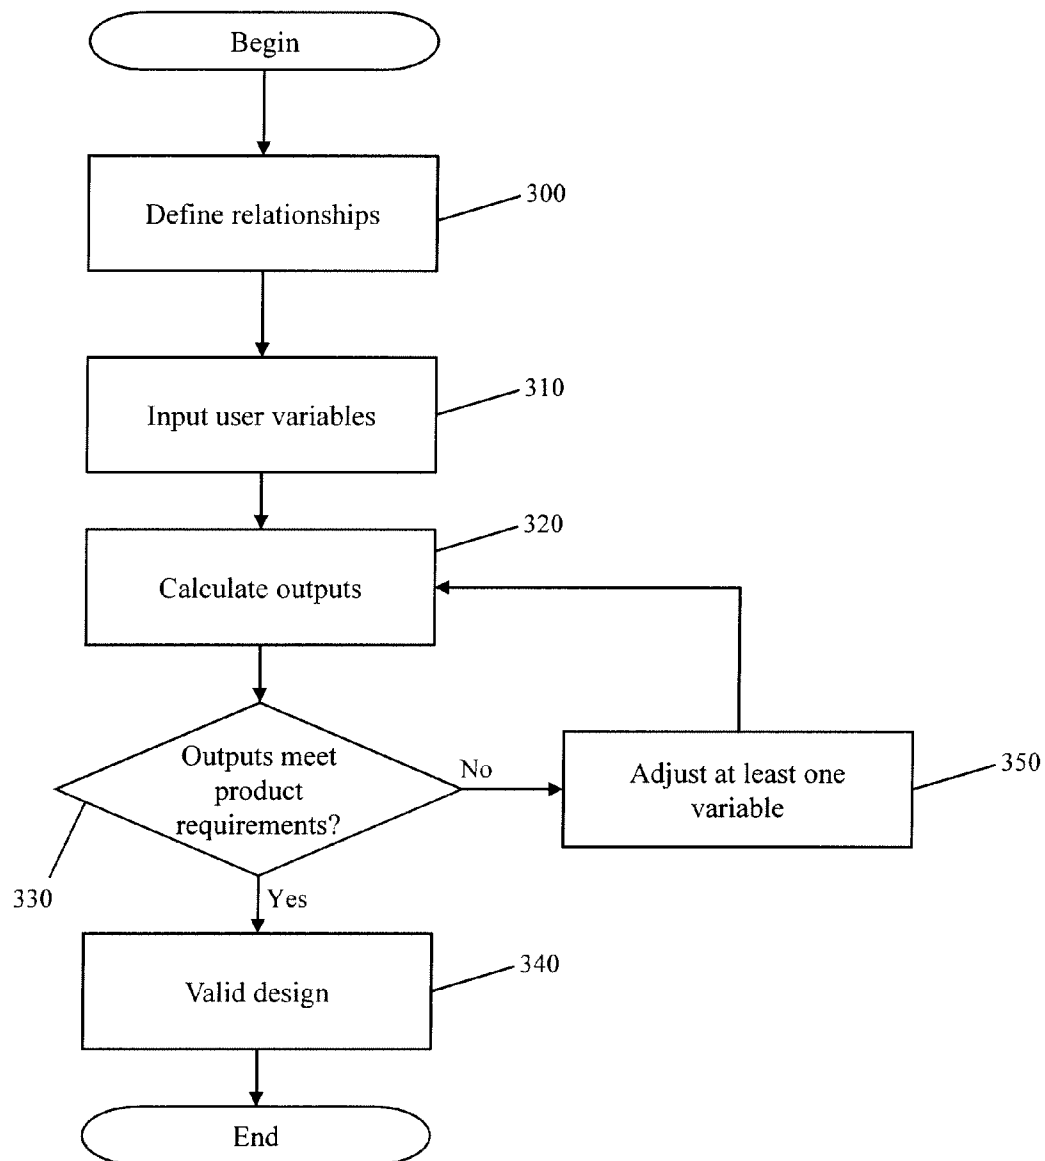 Begin
Define relationships
300
Input user variables
310
320
Calculate outputs
Outputs meet
product
requirements?
No
Adjust at least one
variable
350
330
Yes
Valid design
340
End